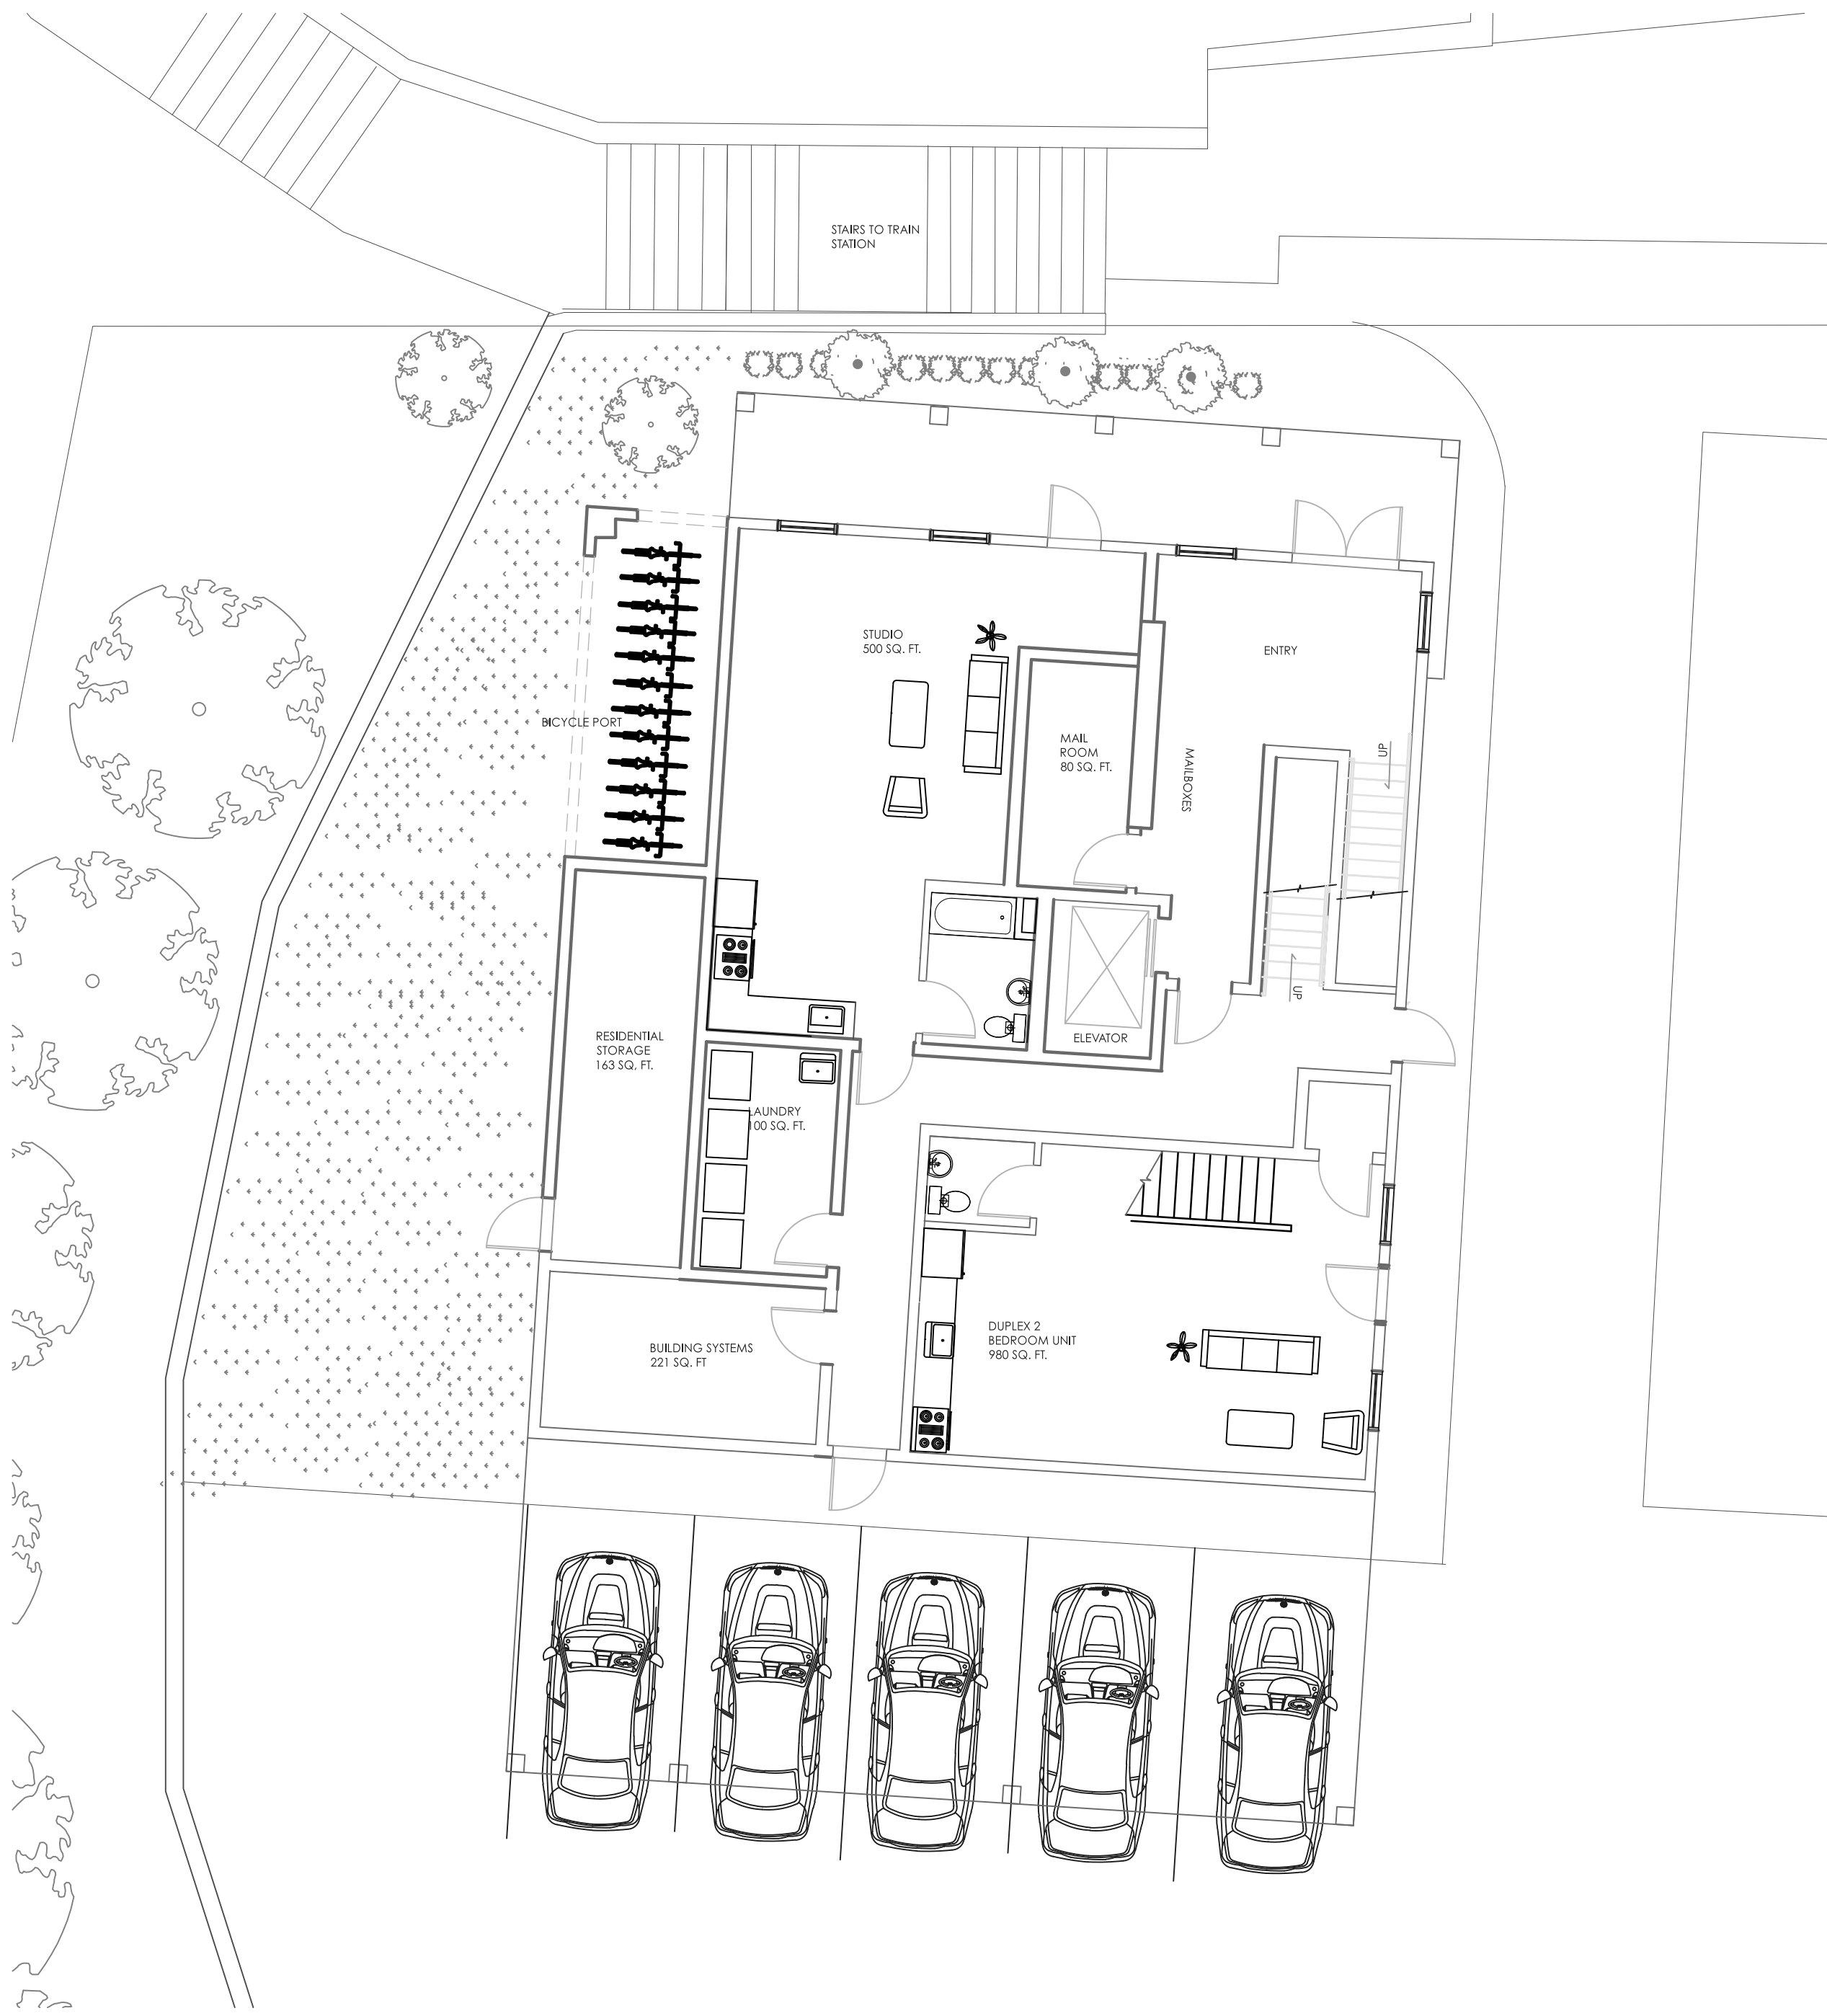 STAIRS TO TRAIN
STATION
STUDIO
500 SQ. FT.
ENTRY
BICYCLE PORT
MAIL
ROOM
80 SQ. FT.
MAILBOXES
UP
UP
RESIDENTIAL
STORAGE
163 SQ. FT.
ELEVATOR
LAUNDRY
100 SQ. FT.
DUPLEX 2
BEDROOM UNIT
980 SQ. FT.
BUILDING SYSTEMS
221 SQ. FT